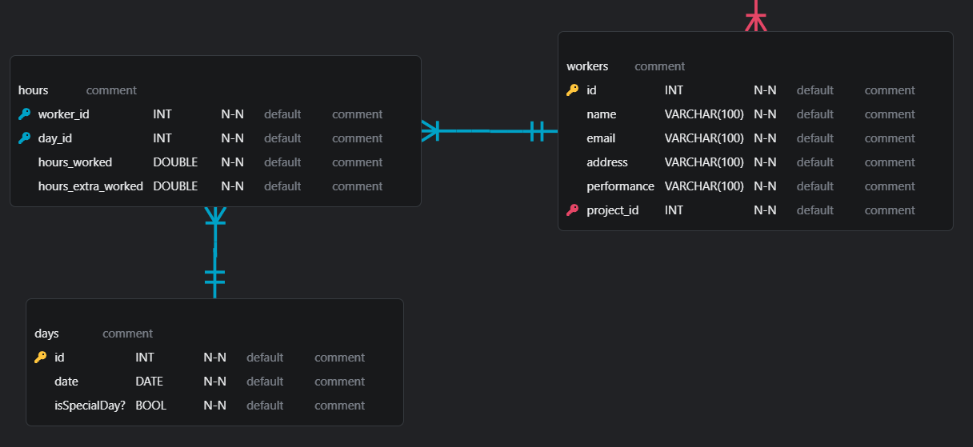 hours comment
worker_id INT N-N default comment
day_id INT N-N default comment
hours_worked DOUBLE N-N default comment
hours_extra_worked DOUBLE N-N default comment
workers comment
id INT N-N default comment
name VARCHAR(100) N-N default comment
email VARCHAR(100) N-N default comment
address VARCHAR(100) N-N default comment
performance VARCHAR(100) N-N default comment
project_id INT N-N default comment
days comment
id INT N-N default comment
date DATE N-N default comment
isSpecialDay? BOOL N-N default comment